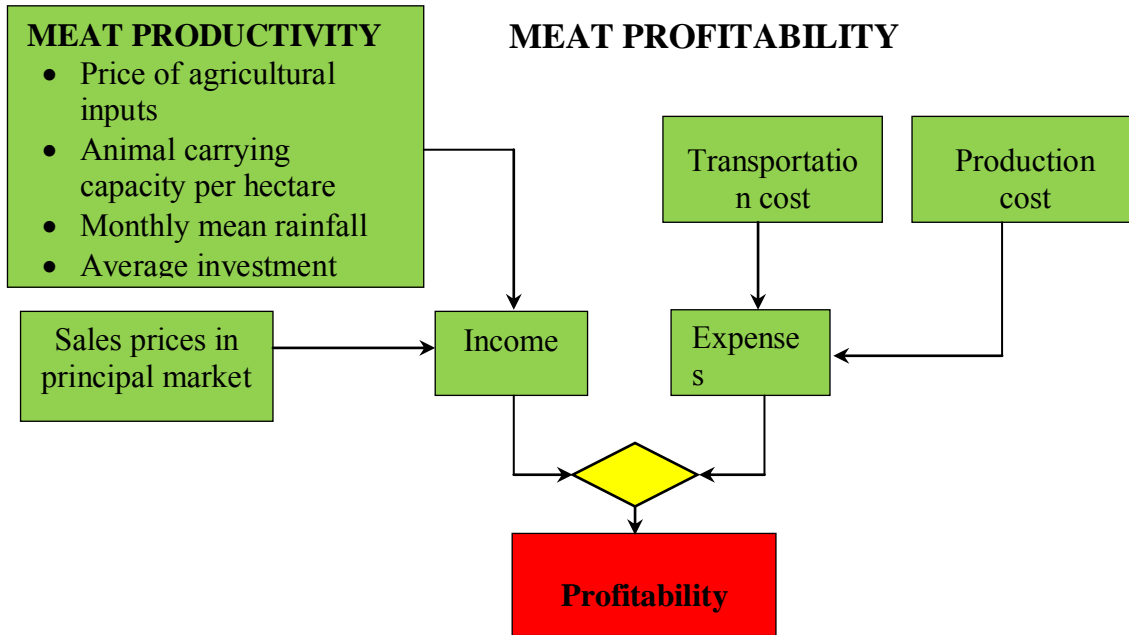 MEAT PRODUCTIVITY
• Price of agricultural
inputs
• Animal carrying
capacity per hectare
• Monthly mean rainfall
• Average investment
MEAT PROFITABILITY
Transportatio
n cost
Production
cost
Sales prices in
principal market
Income
Expense
s
Profitability